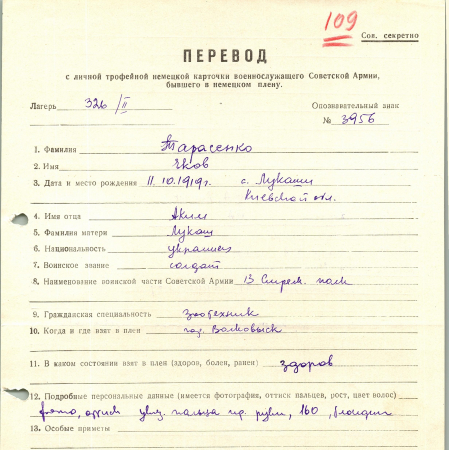 109
Сов. секретно
ПЕРЕВОД
с личной трофейной немецкой карточки военнослужащего Советской Армии,
бывшего в немецком плену.
Лагерь 326/II Опознавательный знак
№ 3956
1. Фамилия Тарасенко
2. Имя Яков
3. Дата и место рождения 11.10.1919г. с. Лукаши
Киевской обл.
4. Имя отца Аким
5. Фамилия матери Лукаш
6. Национальность украинец
7. Воинское звание солдат
8. Наименование воинской части Советской Армии 13 Стрелк. полк
9. Гражданская специальность зоотехник
10. Когда и где взят в плен Волковыск
11. В каком состоянии взят в плен (здоров, болен, ранен) здоров
12. Подробные персональные данные (имеется фотография, оттиск пальцев, рост, цвет волос)
фото, оттиск указ. пальца пр. руки, 160, блондин
13. Особые приметы